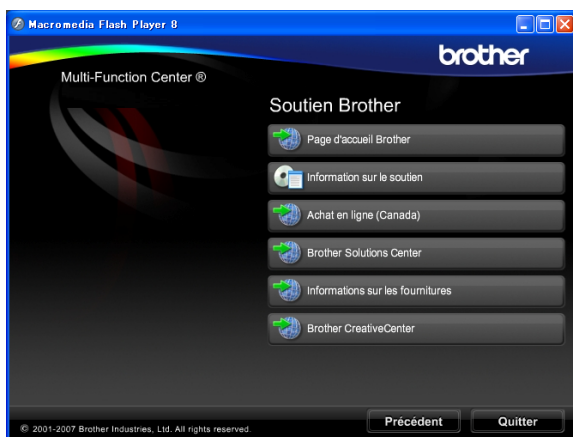 Macromedia Flash Player 8
brother
Multi-Function Center ®
Soutien Brother
Page d'accueil Brother
Information sur le soutien
Achat en ligne (Canada)
Brother Solutions Center
Informations sur les fournitures
Brother CreativeCenter
Précédent
Quitter
© 2001-2007 Brother Industries, Ltd. All rights reserved.